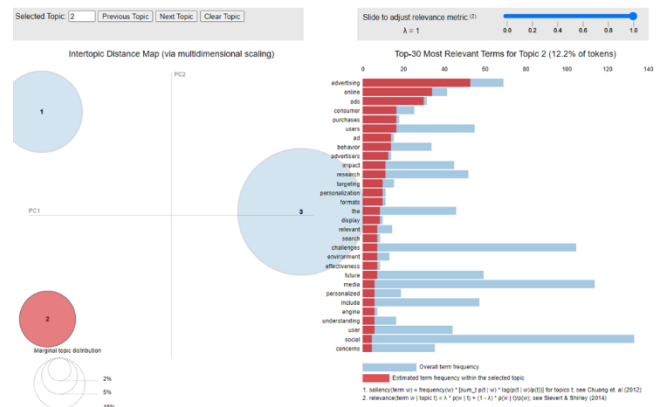 Selected Topic: 2 Previous Topic Next Topic Clear Topic
Slide to adjust relevance metric (2)
λ = 1
0.0 0.2 0.4 0.6 0.8 1.0
Intertopic Distance Map (via multidimensional scaling)
PC2
PC1
1
3
2
Marginal topic distribution
2%
5%
10%
Top-30 Most Relevant Terms for Topic 2 (12.2% of tokens)
0 20 40 60 80 100 120 140
advertising
online
ads
consumer
purchases
users
ad
behavior
advertisers
impact
research
targeting
personalization
formats
the
display
relevant
search
challenges
environment
effectiveness
future
media
personalized
include
engine
understanding
user
social
concerns
Overall term frequency
Estimated term frequency within the selected topic
1. saliency(term w) = frequency(w) * [sum_t p(t | w) * log(p(t | w)/p(t))] for topics t; see Chuang et. al (2012)
2. relevance(term w | topic t) = λ * p(w | t) + (1 - λ) * p(w | t)/p(w); see Sievert & Shirley (2014)